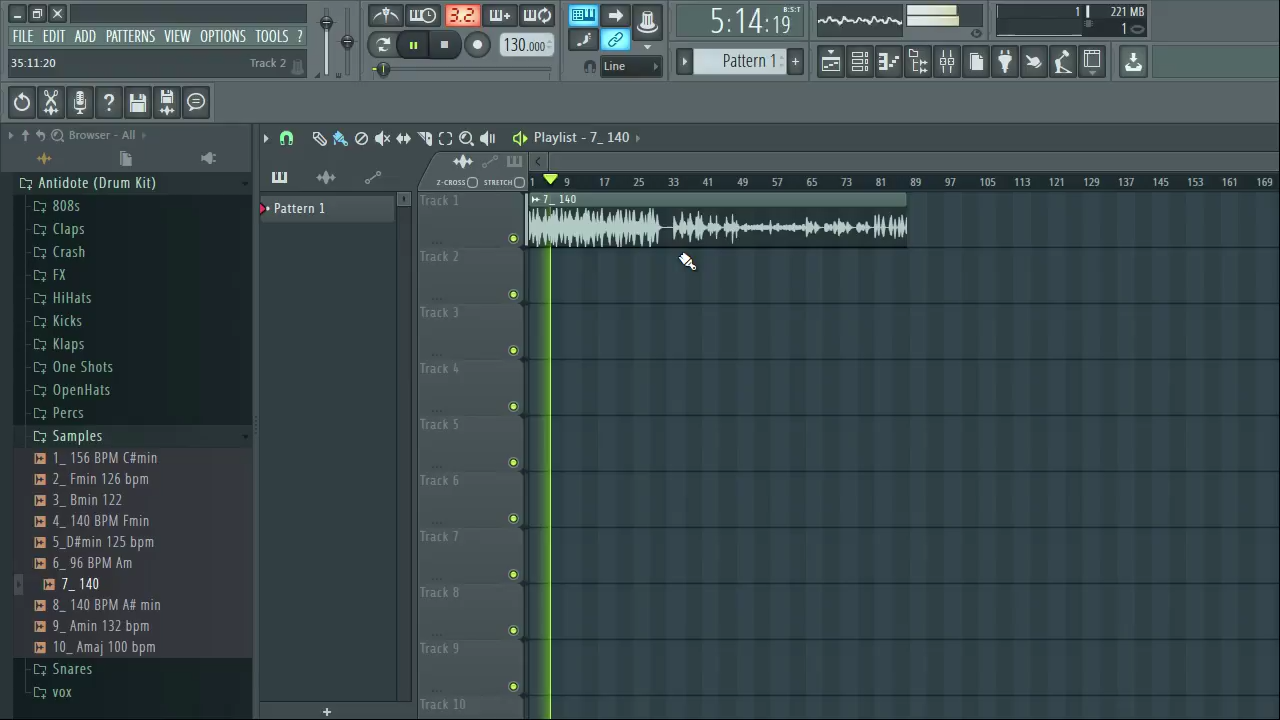 3.2
5:14:19
B:S:T
1
221 MB
1
FILE EDIT ADD PATTERNS VIEW OPTIONS TOOLS ?
130.000
35:11:20
Track 2
Line
Pattern 1
+
?
Browser - All
Playlist - 7_ 140
Z-CROSS
STRETCH
1 9 17 25 33 41 49 57 65 73 81 89 97 105 113 121 129 137 145 153 161 169
Antidote (Drum Kit)
808s
Claps
Crash
FX
HiHats
Kicks
Klaps
One Shots
OpenHats
Percs
Samples
1_ 156 BPM C#min
2_ Fmin 126 bpm
3_ Bmin 122
4_ 140 BPM Fmin
5_D#min 125 bpm
6_ 96 BPM Am
7_ 140
8_ 140 BPM A# min
9_ Amin 132 bpm
10_ Amaj 100 bpm
Snares
vox
Pattern 1
+
Track 1
7_ 140
Track 2
Track 3
Track 4
Track 5
Track 6
Track 7
Track 8
Track 9
Track 10